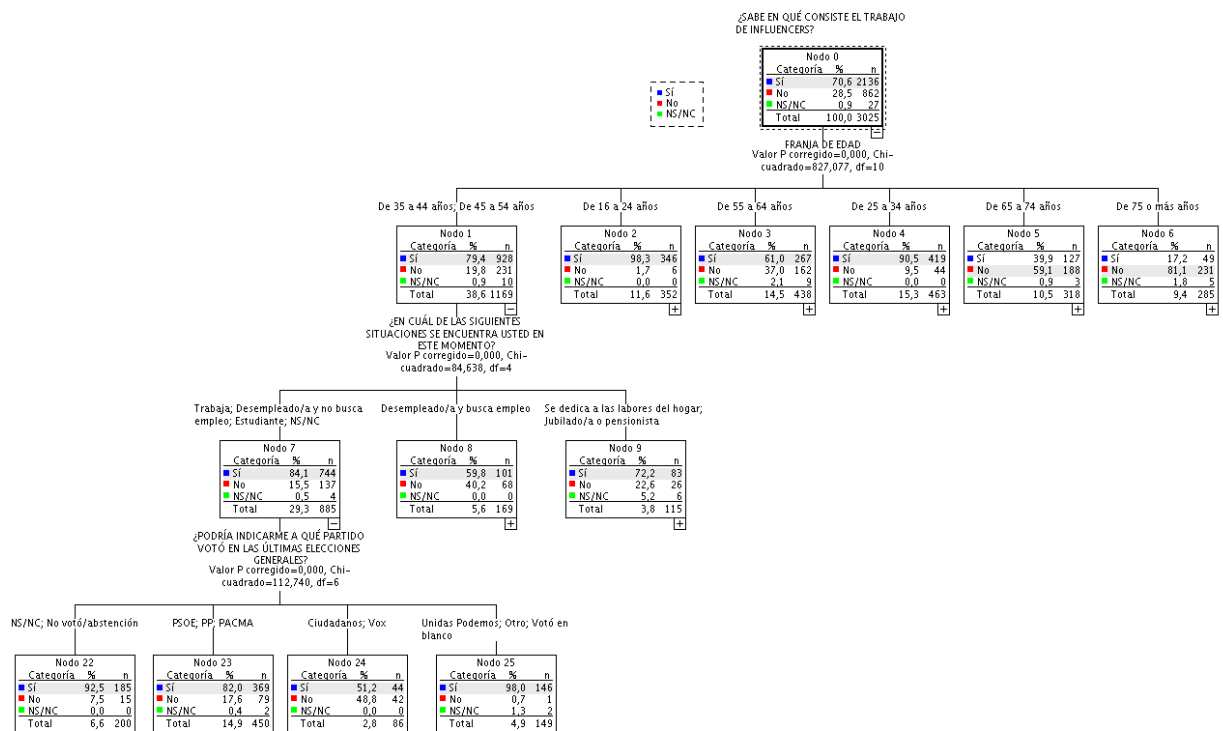 ¿SABE EN QUÉ CONSISTE EL TRABAJO
DE INFLUENCERS?
Nodo 0
Categoría % n
Sí 70,6 2136
No 28,5 862
NS/NC 0,9 27
Total 100,0 3025
Sí
No
NS/NC
FRANJA DE EDAD
Valor P corregido=0,000, Chi-
cuadrado=827,077, df=10
De 35 a 44 años; De 45 a 54 años
Nodo 1
Categoría % n
Sí 79,4 928
No 19,8 231
NS/NC 0,9 10
Total 38,6 1169
De 16 a 24 años
Nodo 2
Categoría % n
Sí 98,3 346
No 1,7 6
NS/NC 0,0 0
Total 11,6 352
De 55 a 64 años
Nodo 3
Categoría % n
Sí 61,0 267
No 37,0 162
NS/NC 2,1 9
Total 14,5 438
De 25 a 34 años
Nodo 4
Categoría % n
Sí 90,5 419
No 9,5 44
NS/NC 0,0 0
Total 15,3 463
De 65 a 74 años
Nodo 5
Categoría % n
Sí 39,9 127
No 59,1 188
NS/NC 0,9 3
Total 10,5 318
De 75 o más años
Nodo 6
Categoría % n
Sí 17,2 49
No 81,1 231
NS/NC 1,8 5
Total 9,4 285
¿EN CUÁL DE LAS SIGUIENTES
SITUACIONES SE ENCUENTRA USTED EN
ESTE MOMENTO?
Valor P corregido=0,000, Chi-
cuadrado=84,638, df=4
Trabaja; Desempleado/a y no busca
empleo; Estudiante; NS/NC
Nodo 7
Categoría % n
Sí 84,1 744
No 15,5 137
NS/NC 0,5 4
Total 29,3 885
Desempleado/a y busca empleo
Nodo 8
Categoría % n
Sí 59,8 101
No 40,2 68
NS/NC 0,0 0
Total 5,6 169
Se dedica a las labores del hogar;
Jubilado/a o pensionista
Nodo 9
Categoría % n
Sí 72,2 83
No 22,6 26
NS/NC 5,2 6
Total 3,8 115
¿PODRÍA INDICARME A QUÉ PARTIDO
VOTÓ EN LAS ÚLTIMAS ELECCIONES
GENERALES?
Valor P corregido=0,000, Chi-
cuadrado=112,740, df=6
NS/NC; No votó/abstención
Nodo 22
Categoría % n
Sí 92,5 185
No 7,5 15
NS/NC 0,0 0
Total 6,6 200
PSOE; PP; PACMA
Nodo 23
Categoría % n
Sí 82,0 369
No 17,6 79
NS/NC 0,4 2
Total 14,9 450
Ciudadanos; Vox
Nodo 24
Categoría % n
Sí 51,2 44
No 48,8 42
NS/NC 0,0 0
Total 2,8 86
Unidas Podemos; Otro; Votó en
blanco
Nodo 25
Categoría % n
Sí 98,0 146
No 0,7 1
NS/NC 1,3 2
Total 4,9 149